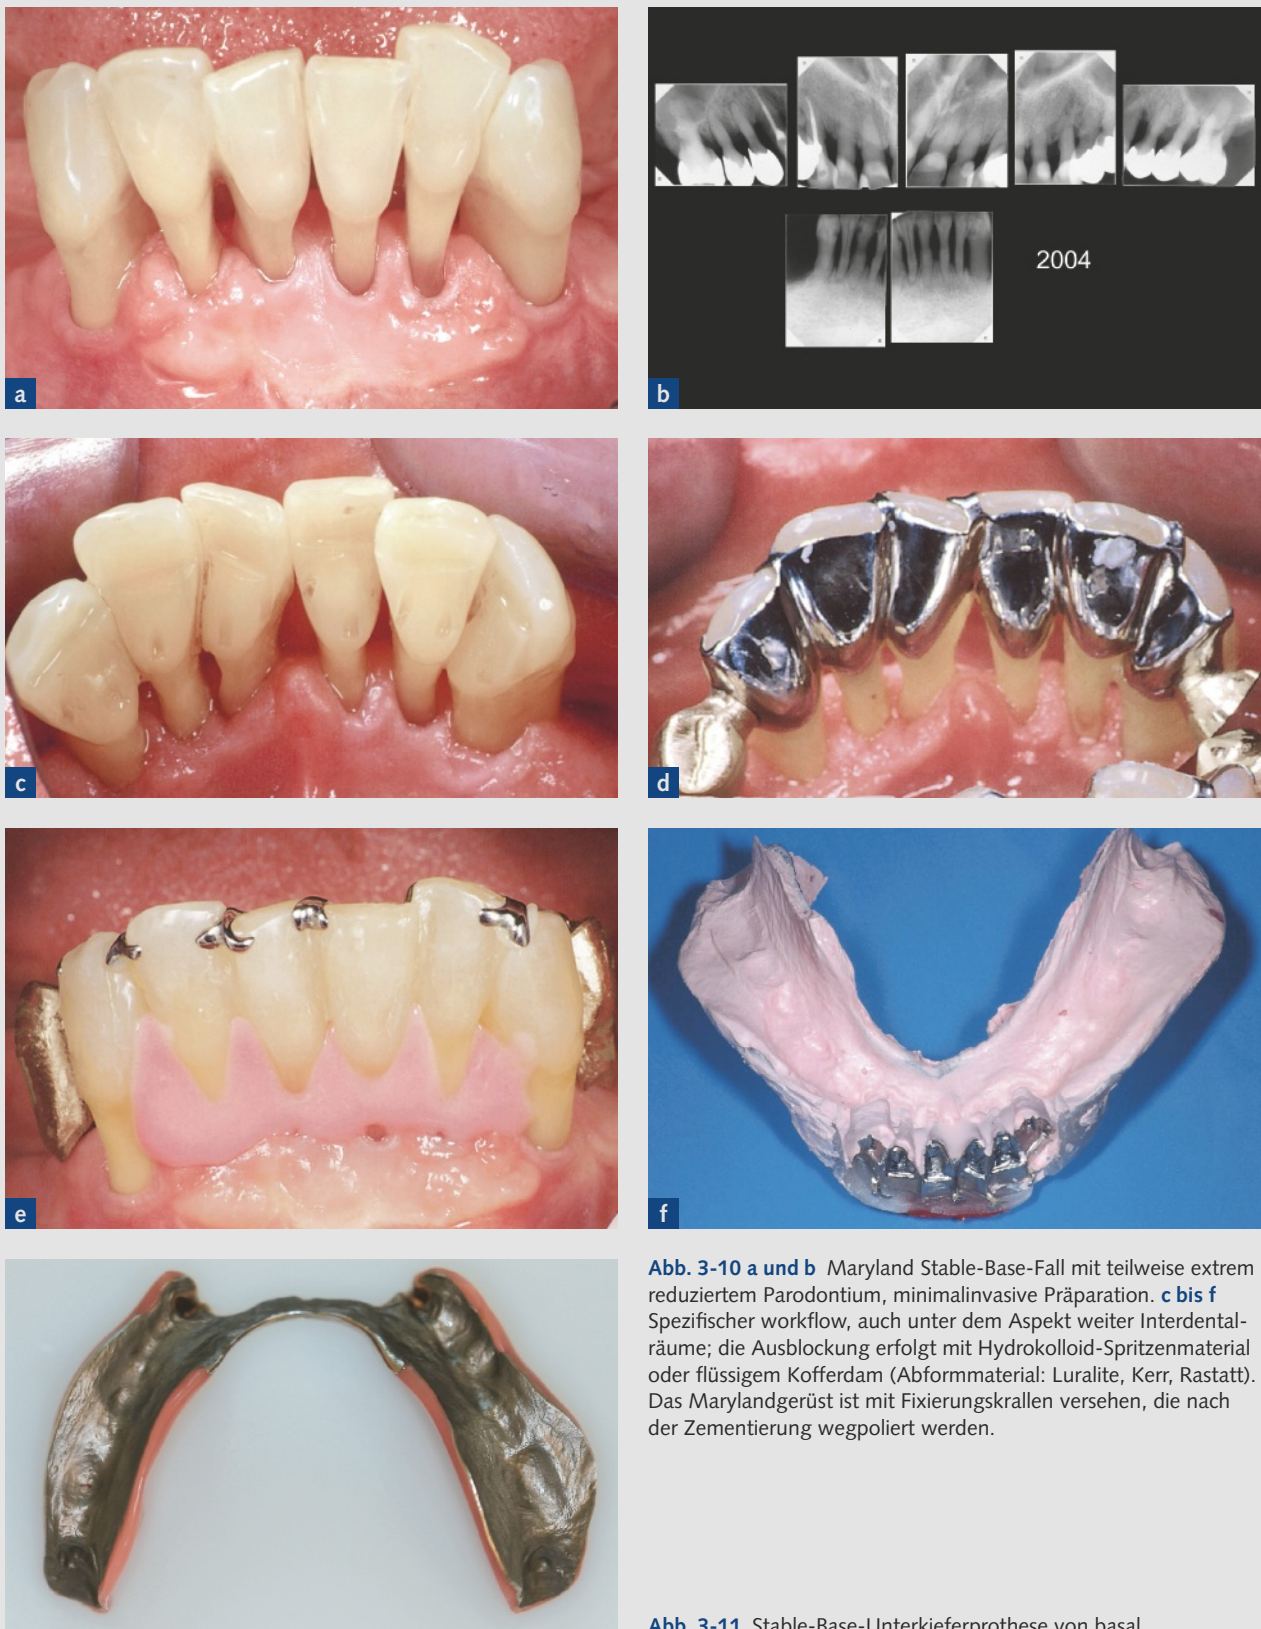 a
b
2004
c
d
e
f
Abb. 3-10 a und b Maryland Stable-Base-Fall mit teilweise extrem
reduziertem Parodontium, minimalinvasive Präparation. c bis f
Spezifischer workflow, auch unter dem Aspekt weiter Interdental-
räume; die Ausblockung erfolgt mit Hydrokolloid-Spritzenmaterial
oder flüssigem Kofferdam (Abformmaterial: Luralite, Kerr, Rastatt).
Das Marylandgerüst ist mit Fixierungskrallen versehen, die nach
der Zementierung wegpoliert werden.
Abb. 3-11 Stable-Base-Unterkieferprothese von basal